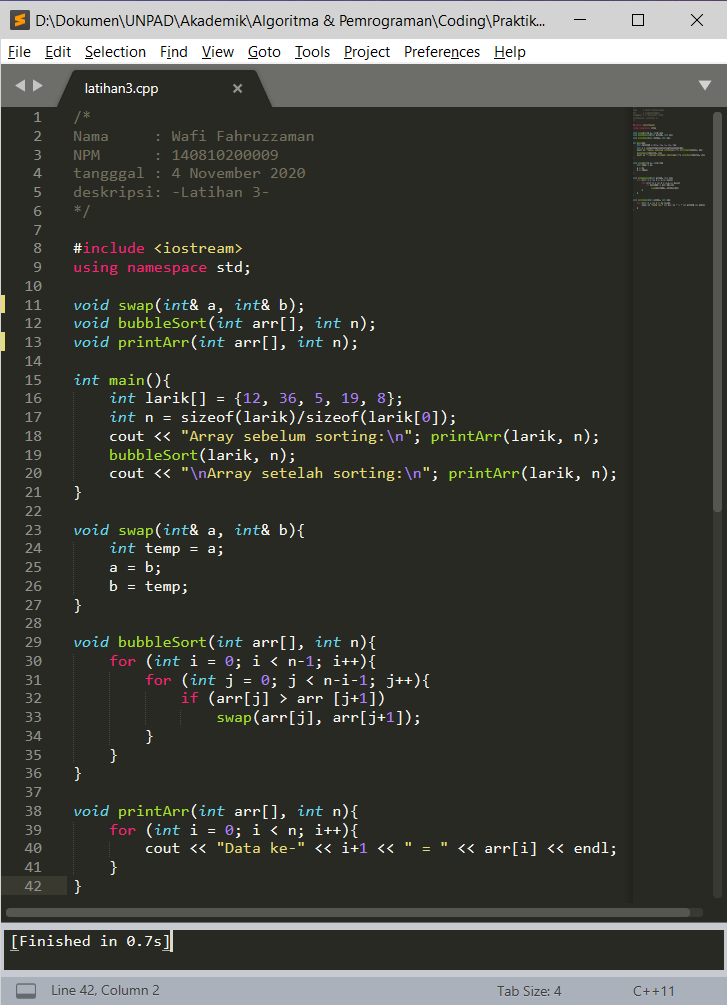 D:\Dokumen\UNPAD\Akademik\Algoritma & Pemrograman\Coding\Praktik...
File Edit Selection Find View Goto Tools Project Preferences Help
latihan3.cpp
1 /*
2 Nama      : Wafi Fahruzzaman
3 NPM       : 140810200009
4 tangggal : 4 November 2020
5 deskripsi: -Latihan 3-
6 */
7
8 #include <iostream>
9 using namespace std;
10
11 void swap(int& a, int& b);
12 void bubbleSort(int arr[], int n);
13 void printArr(int arr[], int n);
14
15 int main(){
16     int larik[] = {12, 36, 5, 19, 8};
17     int n = sizeof(larik)/sizeof(larik[0]);
18     cout << "Array sebelum sorting:\n"; printArr(larik, n);
19     bubbleSort(larik, n);
20     cout << "\nArray setelah sorting:\n"; printArr(larik, n);
21 }
22
23 void swap(int& a, int& b){
24     int temp = a;
25     a = b;
26     b = temp;
27 }
28
29 void bubbleSort(int arr[], int n){
30     for (int i = 0; i < n-1; i++){
31         for (int j = 0; j < n-i-1; j++){
32             if (arr[j] > arr [j+1])
33                 swap(arr[j], arr[j+1]);
34         }
35     }
36 }
37
38 void printArr(int arr[], int n){
39     for (int i = 0; i < n; i++){
40         cout << "Data ke-" << i+1 << " = " << arr[i] << endl;
41     }
42 }
[Finished in 0.7s]
Line 42, Column 2 Tab Size: 4 C++11